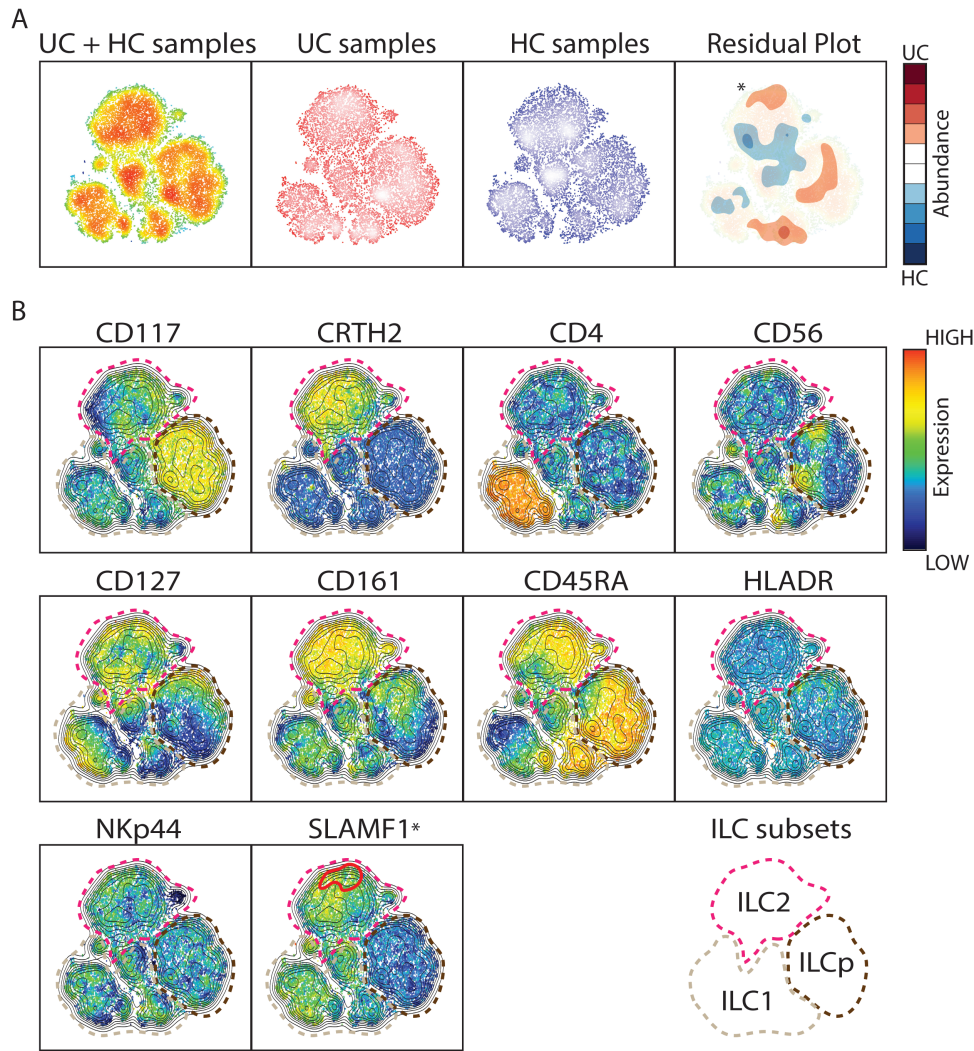 A
UC + HC samples
UC samples
HC samples
Residual Plot
UC
*
Abundance
HC
B
CD117
CRTH2
CD4
CD56
HIGH
Expression
LOW
CD127
CD161
CD45RA
HLADR
NKp44
SLAMF1*
ILC subsets
ILC2
ILCp
ILC1